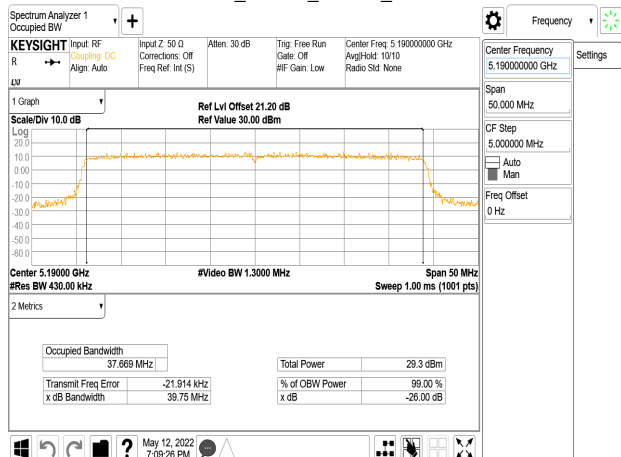 Spectrum Analyzer 1
Occupied BW
+
Frequency
KEYSIGHT
R
LXI
Input: RF
Coupling: DC
Align: Auto
Input Z: 50 Ω
Corrections: Off
Freq Ref: Int (S)
Atten: 30 dB
Trig: Free Run
Gate: Off
#IF Gain: Low
Center Freq: 5.190000000 GHz
Avg|Hold: 10/10
Radio Std: None
Center Frequency
5.190000000 GHz
Settings
Span
50.000 MHz
CF Step
5.000000 MHz
Auto
Man
Freq Offset
0 Hz
1 Graph
Scale/Div 10.0 dB
Ref Lvl Offset 21.20 dB
Ref Value 30.00 dBm
Log
20.0
10.0
0.00
-10.0
-20.0
-30.0
-40.0
-50.0
-60.0
Center 5.19000 GHz
#Res BW 430.00 kHz
#Video BW 1.3000 MHz
Span 50 MHz
Sweep 1.00 ms (1001 pts)
2 Metrics
Occupied Bandwidth
37.669 MHz
Total Power 29.3 dBm
Transmit Freq Error -21.914 kHz
% of OBW Power 99.00 %
x dB Bandwidth 39.75 MHz
x dB -26.00 dB
?
May 12, 2022
7:09:26 PM